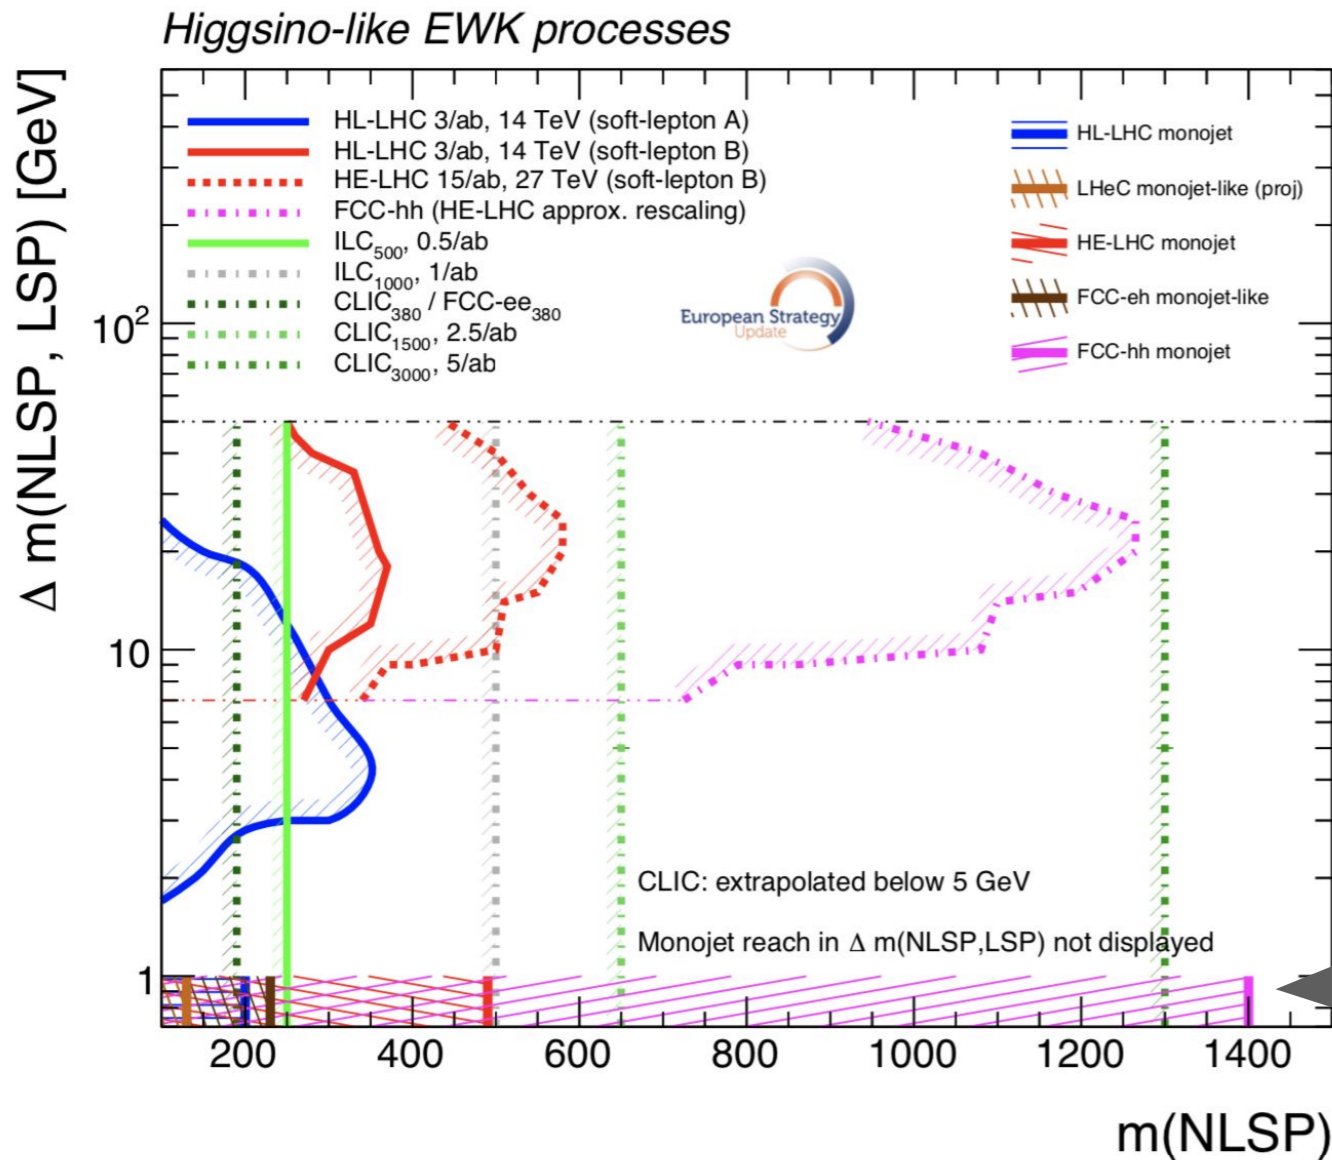 Higgsino-like EWK processes
Δ m(NLSP, LSP) [GeV]
HL-LHC 3/ab, 14 TeV (soft-lepton A)
HL-LHC 3/ab, 14 TeV (soft-lepton B)
HE-LHC 15/ab, 27 TeV (soft-lepton B)
FCC-hh (HE-LHC approx. rescaling)
ILC500, 0.5/ab
ILC1000, 1/ab
CLIC380 / FCC-ee380
CLIC1500, 2.5/ab
CLIC3000, 5/ab
HL-LHC monojet
LHeC monojet-like (proj)
HE-LHC monojet
FCC-eh monojet-like
FCC-hh monojet
European Strategy
Update
10²
10
1
CLIC: extrapolated below 5 GeV
Monojet reach in Δ m(NLSP,LSP) not displayed
200 400 600 800 1000 1200 1400
m(NLSP)